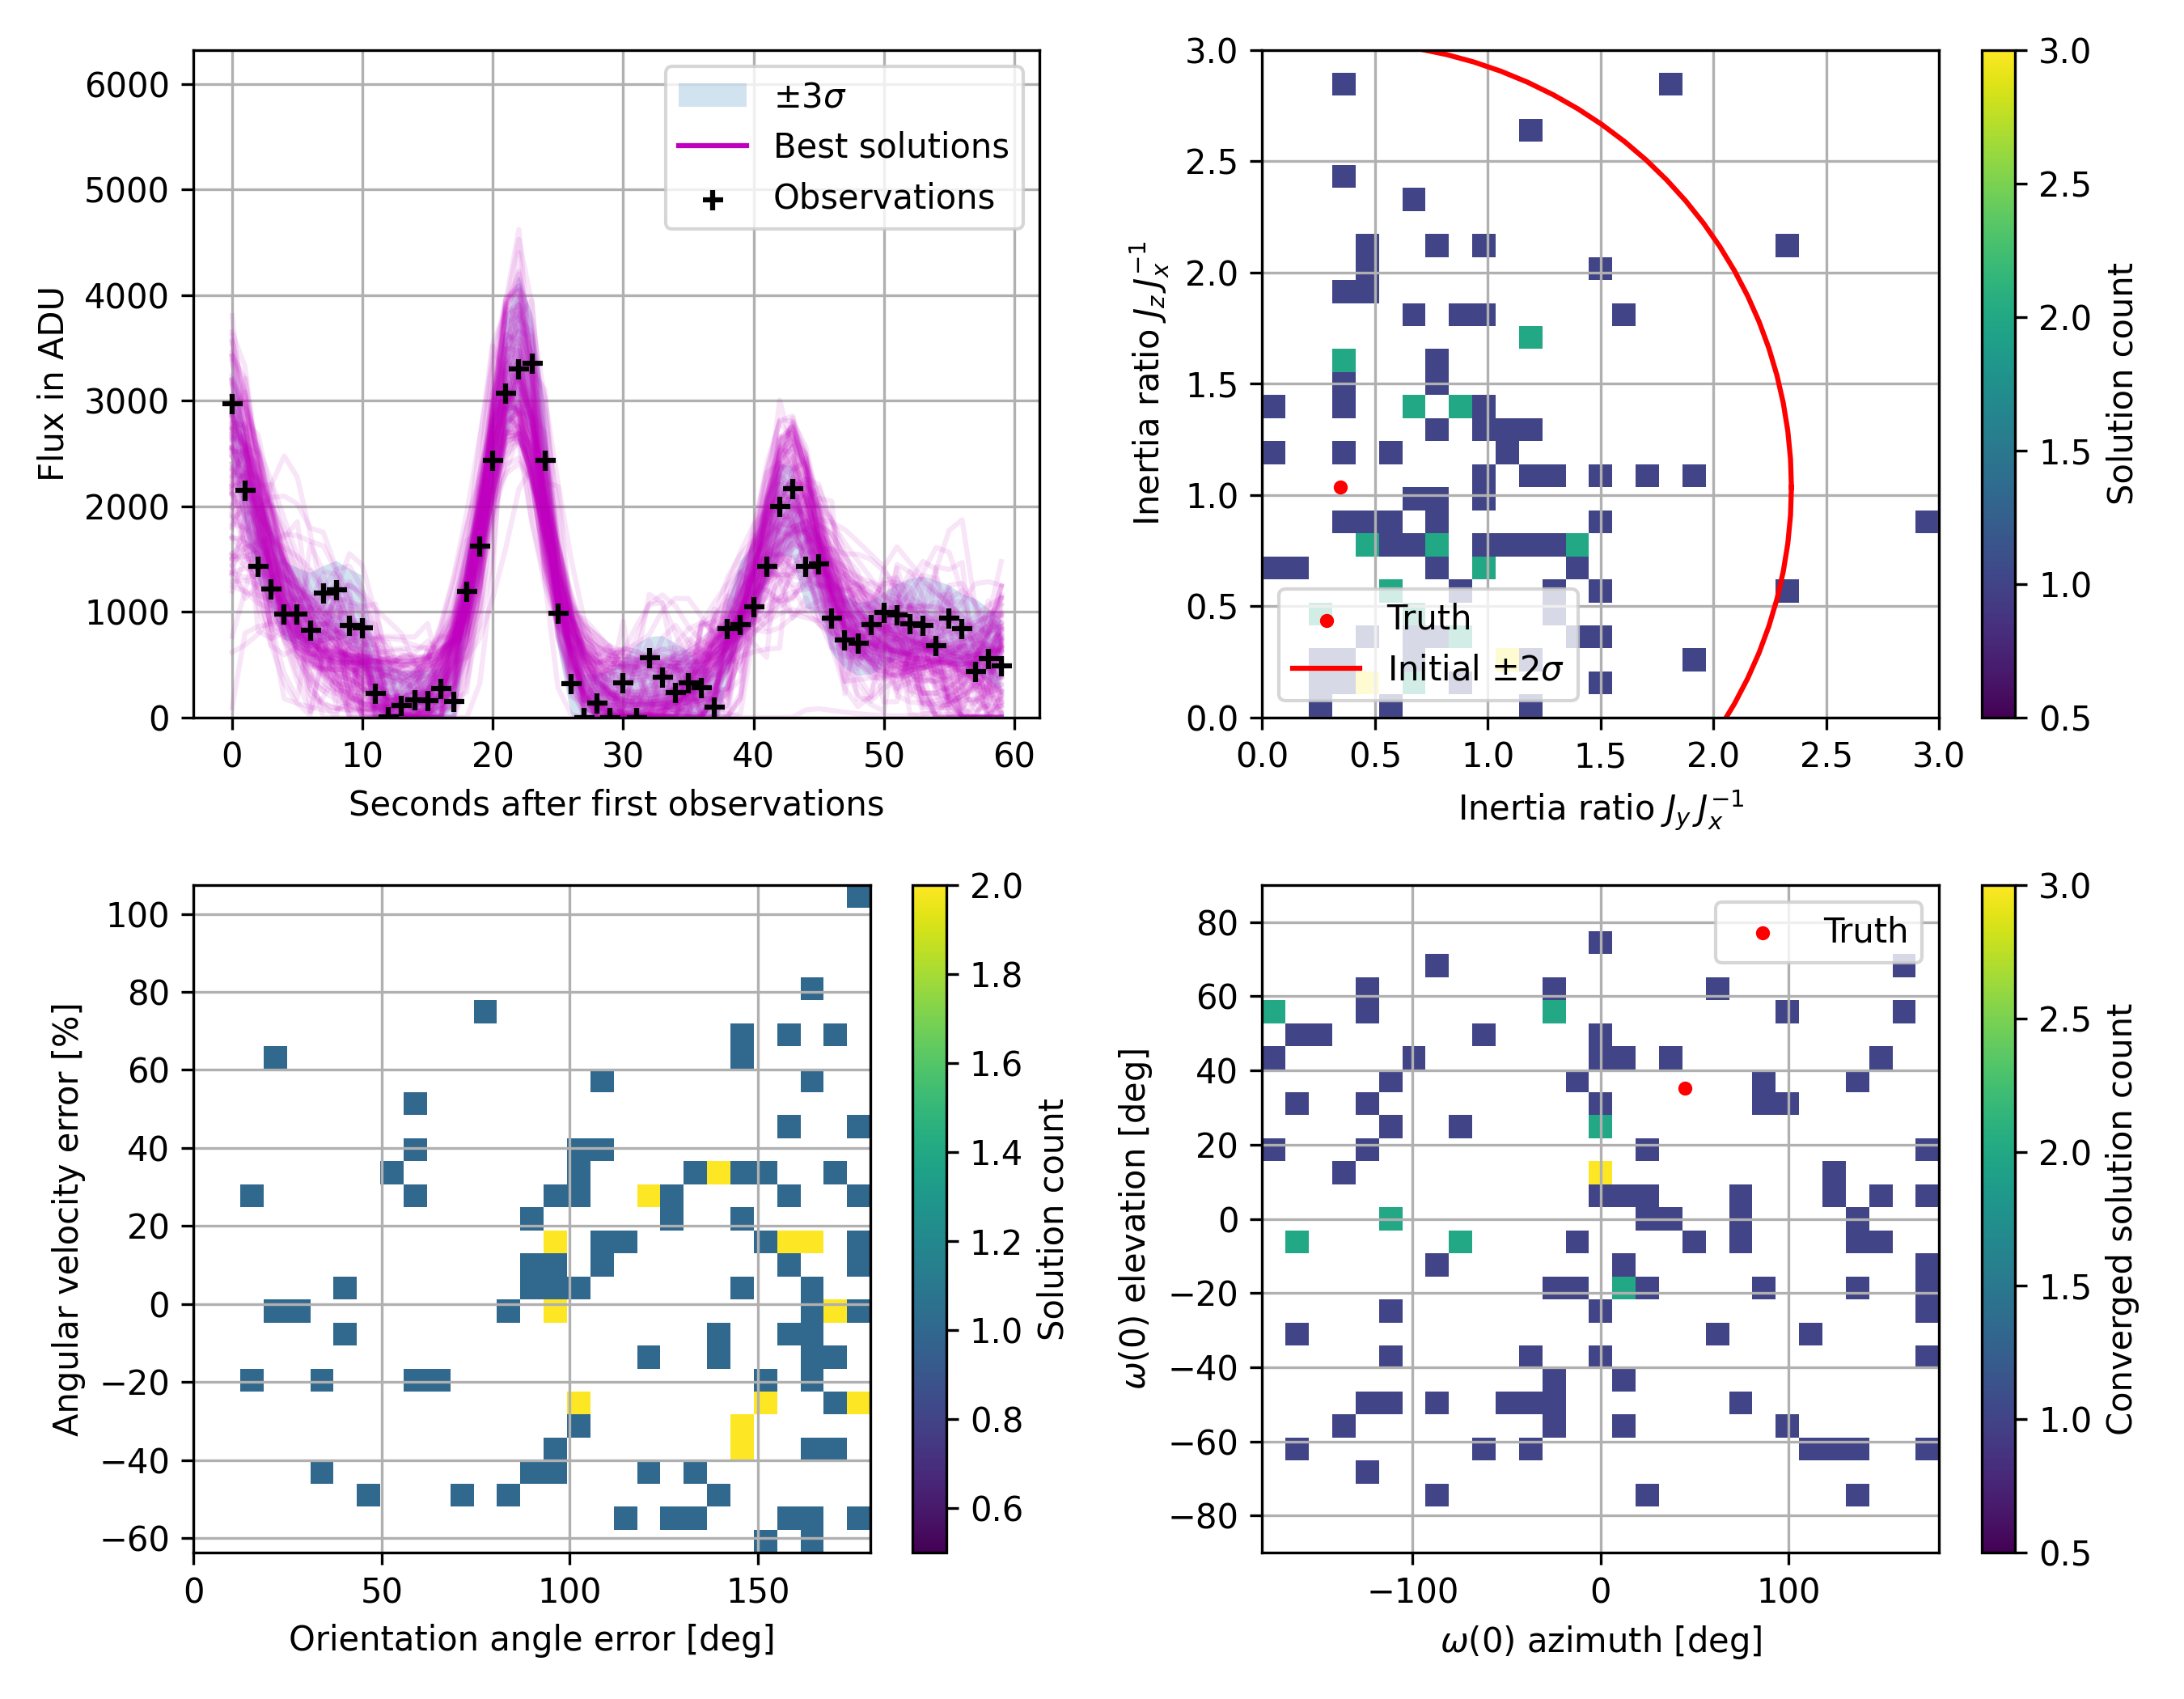 6000
5000
4000
3000
2000
1000
0
Flux in ADU
±3σ
Best solutions
Observations
0 10 20 30 40 50 60
Seconds after first observations
3.0
2.5
2.0
1.5
1.0
0.5
0.0
Inertia ratio J_z J_x^{-1}
Truth
Initial ±2σ
0.0 0.5 1.0 1.5 2.0 2.5 3.0
Inertia ratio J_y J_x^{-1}
3.0
2.5
2.0
1.5
1.0
0.5
Solution count
100
80
60
40
20
0
−20
−40
−60
Angular velocity error [%]
0 50 100 150
Orientation angle error [deg]
2.0
1.8
1.6
1.4
1.2
1.0
0.8
0.6
Solution count
80
60
40
20
0
−20
−40
−60
−80
ω(0) elevation [deg]
Truth
−100 0 100
ω(0) azimuth [deg]
3.0
2.5
2.0
1.5
1.0
0.5
Converged solution count